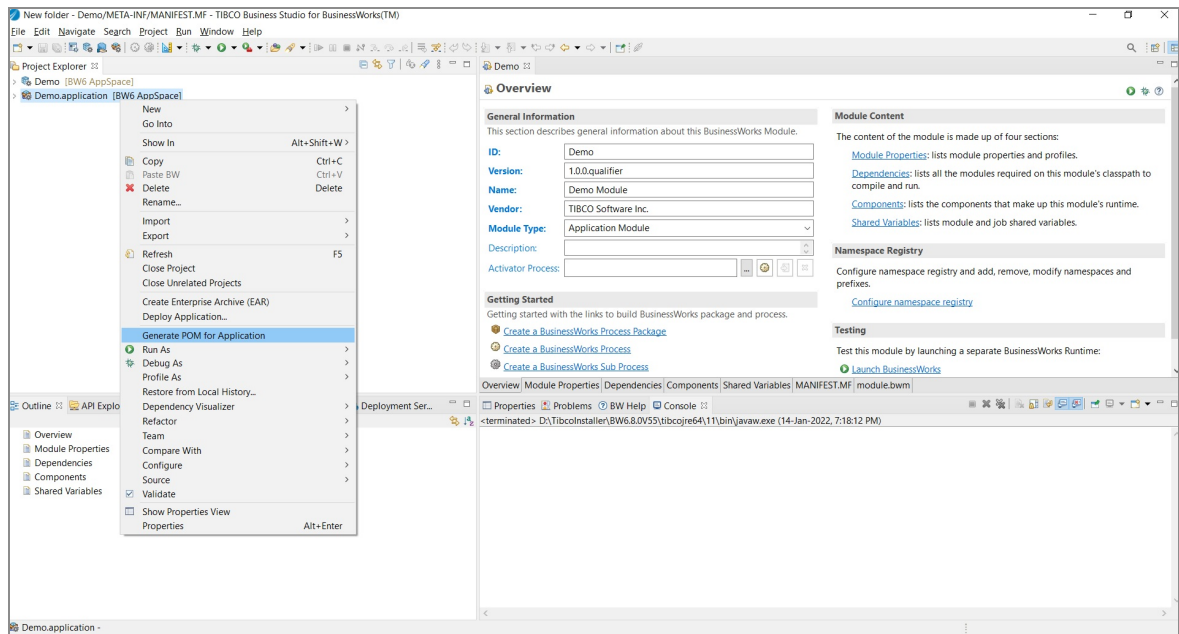 New folder - Demo/META-INF/MANIFEST.MF - TIBCO Business Studio for BusinessWorks(TM)
File Edit Navigate Search Project Run Window Help
Project Explorer
Demo [BW6 AppSpace]
Demo.application [BW6 AppSpace]
New
Go Into
Show In Alt+Shift+W >
Copy Ctrl+C
Paste BW Ctrl+V
Delete Delete
Rename...
Import
Export
Refresh F5
Close Project
Close Unrelated Projects
Create Enterprise Archive (EAR)
Deploy Application...
Generate POM for Application
Run As
Debug As
Profile As
Restore from Local History...
Dependency Visualizer
Refactor
Team
Compare With
Configure
Source
Validate
Show Properties View
Properties Alt+Enter
Demo
Overview
General Information
This section describes general information about this BusinessWorks Module.
ID: Demo
Version: 1.0.0.qualifier
Name: Demo Module
Vendor: TIBCO Software Inc.
Module Type: Application Module
Description:
Activator Process: ...
Getting Started
Getting started with the links to build BusinessWorks package and process.
Create a BusinessWorks Process Package
Create a BusinessWorks Process
Create a BusinessWorks Sub Process
Module Content
The content of the module is made up of four sections:
Module Properties: lists module properties and profiles.
Dependencies: lists all the modules required on this module's classpath to
compile and run.
Components: lists the components that make up this module's runtime.
Shared Variables: lists module and job shared variables.
Namespace Registry
Configure namespace registry and add, remove, modify namespaces and
prefixes.
Configure namespace registry
Testing
Test this module by launching a separate BusinessWorks Runtime:
Launch BusinessWorks
Overview Module Properties Dependencies Components Shared Variables MANIFEST.MF module.bwm
Outline API Explo Deployment Ser...
Overview
Module Properties
Dependencies
Components
Shared Variables
Properties Problems BW Help Console
<terminated> D:\TibcoInstaller\BW6.8.0V55\tibcojre64\11\bin\javaw.exe (14-Jan-2022, 7:18:12 PM)
Demo.application -